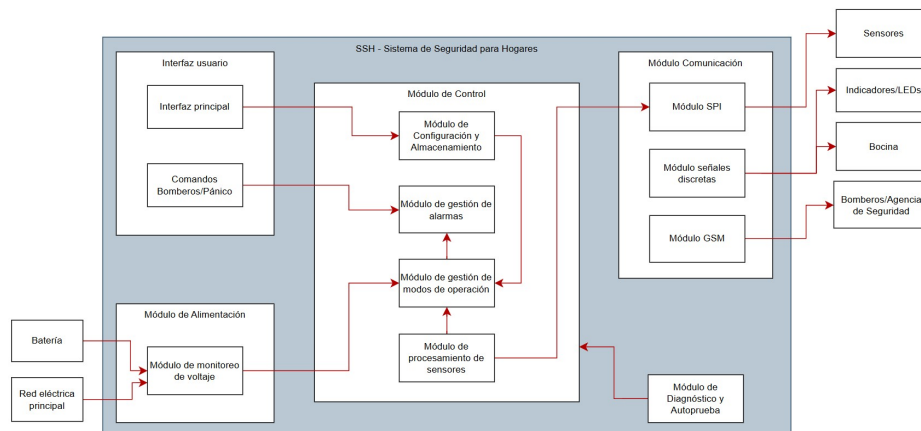 SSH - Sistema de Seguridad para Hogares
Interfaz usuario
Interfaz principal
Comandos
Bomberos/Pánico
Módulo de Alimentación
Módulo de monitoreo
de voltaje
Batería
Red eléctrica
principal
Módulo de Control
Módulo de
Configuración y
Almacenamiento
Módulo de gestión de
alarmas
Módulo de gestión de
modos de operación
Módulo de
procesamiento de
sensores
Módulo Comunicación
Módulo SPI
Módulo señales
discretas
Módulo GSM
Módulo de
Diagnóstico y
Autoprueba
Sensores
Indicadores/LEDs
Bocina
Bomberos/Agencia
de Seguridad